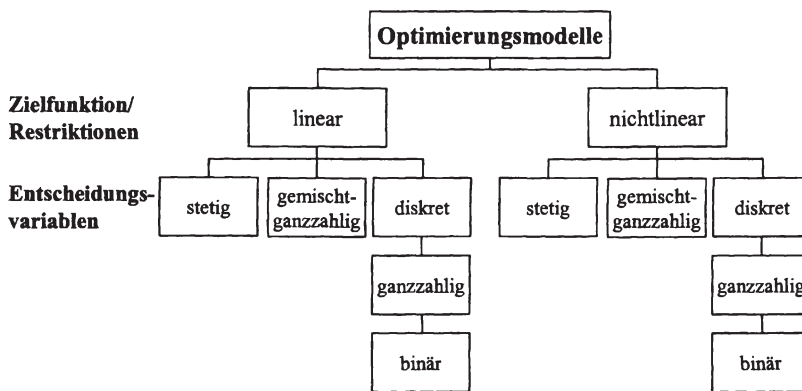 Optimierungsmodelle
Zielfunktion/
Restriktionen
linear
nichtlinear
Entscheidungs-
variablen
stetig
gemischt-
ganzzahlig
diskret
stetig
gemischt-
ganzzahlig
diskret
ganzzahlig
ganzzahlig
binär
binär